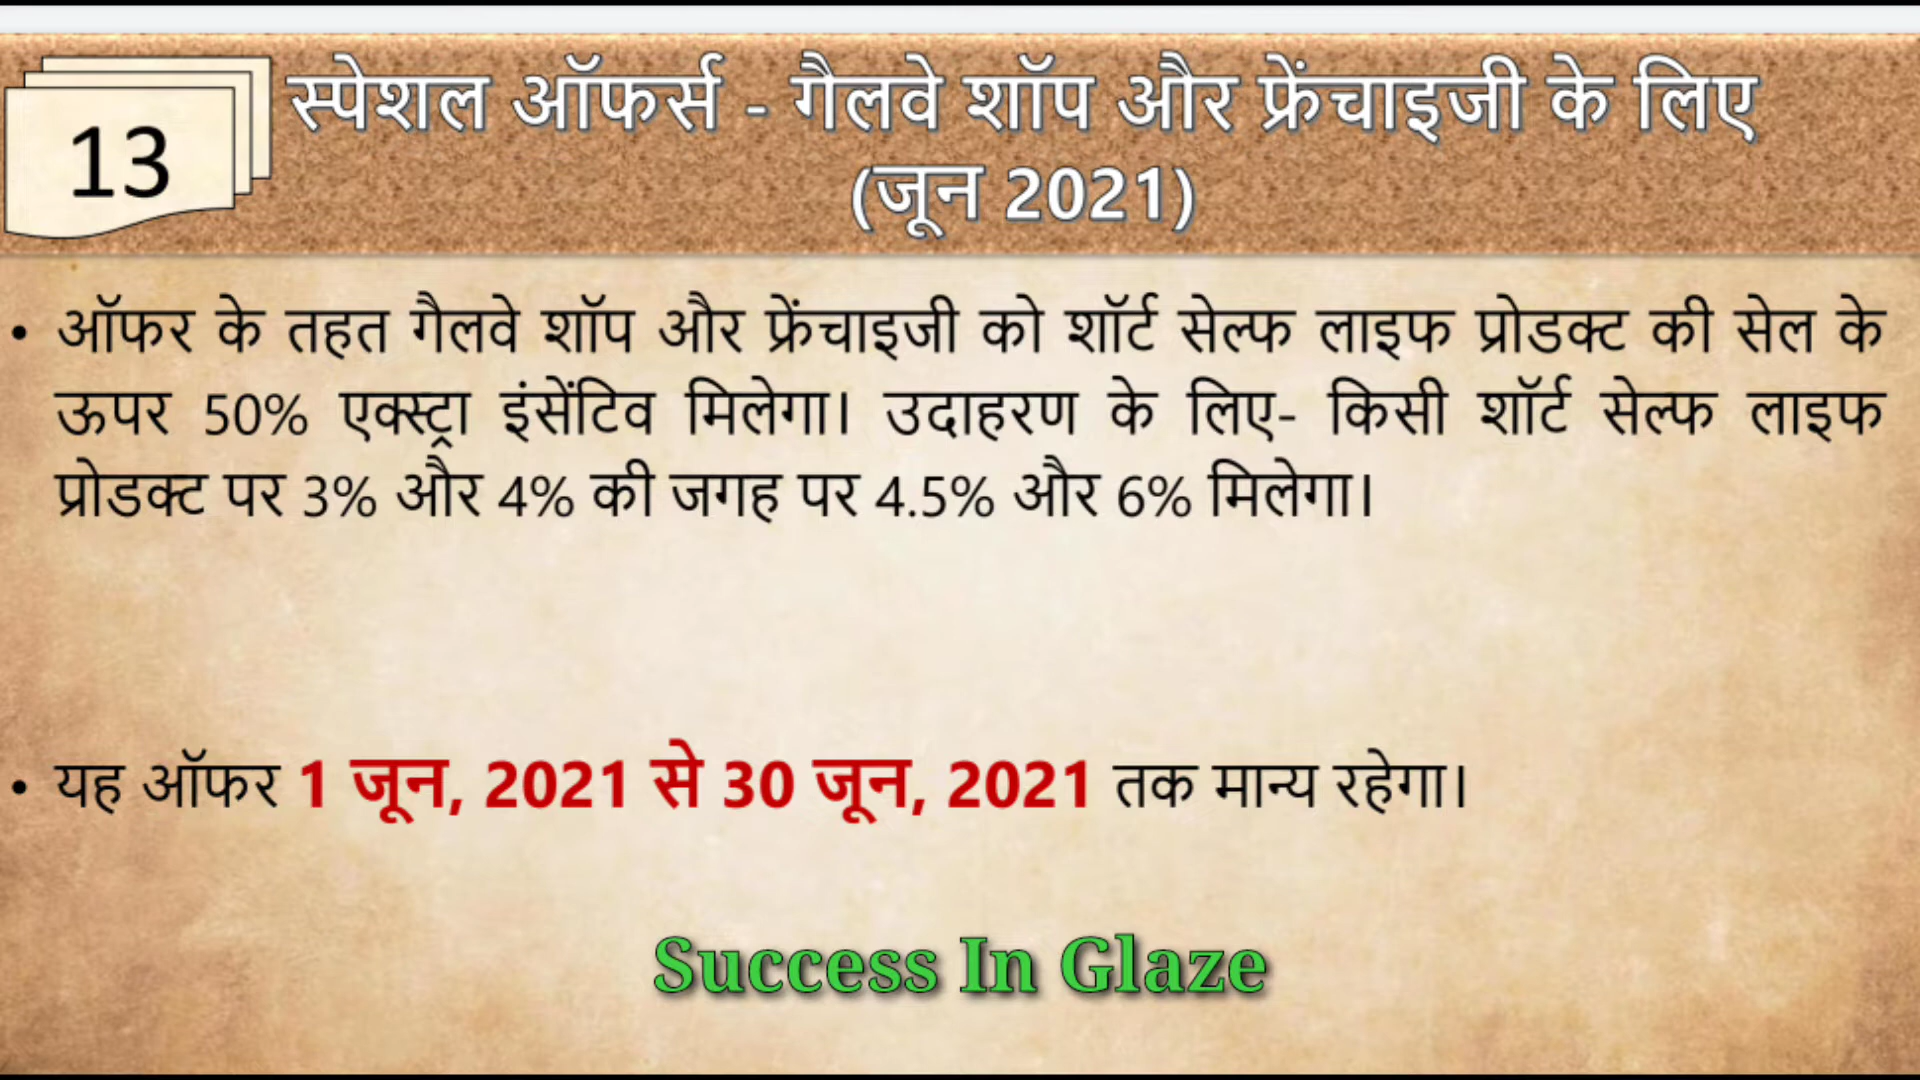 13
स्पेशल ऑफर्स - गैलवे शॉप और फ्रेंचाइजी के लिए
(जून 2021)
• ऑफर के तहत गैलवे शॉप और फ्रेंचाइजी को शॉर्ट सेल्फ लाइफ प्रोडक्ट की सेल के
ऊपर 50% एक्स्ट्रा इंसेंटिव मिलेगा। उदाहरण के लिए- किसी शॉर्ट सेल्फ लाइफ
प्रोडक्ट पर 3% और 4% की जगह पर 4.5% और 6% मिलेगा।
• यह ऑफर 1 जून, 2021 से 30 जून, 2021 तक मान्य रहेगा।
Success In Glaze